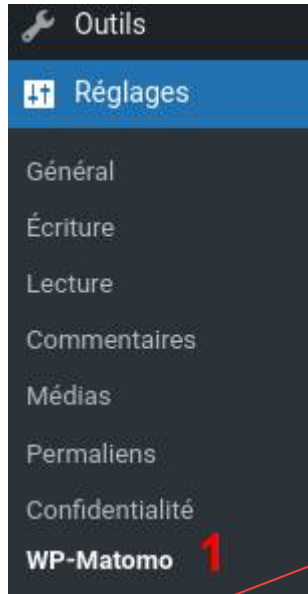 Outils
Réglages
Général
Écriture
Lecture
Commentaires
Médias
Permaliens
Confidentialité
WP-Matomo 1